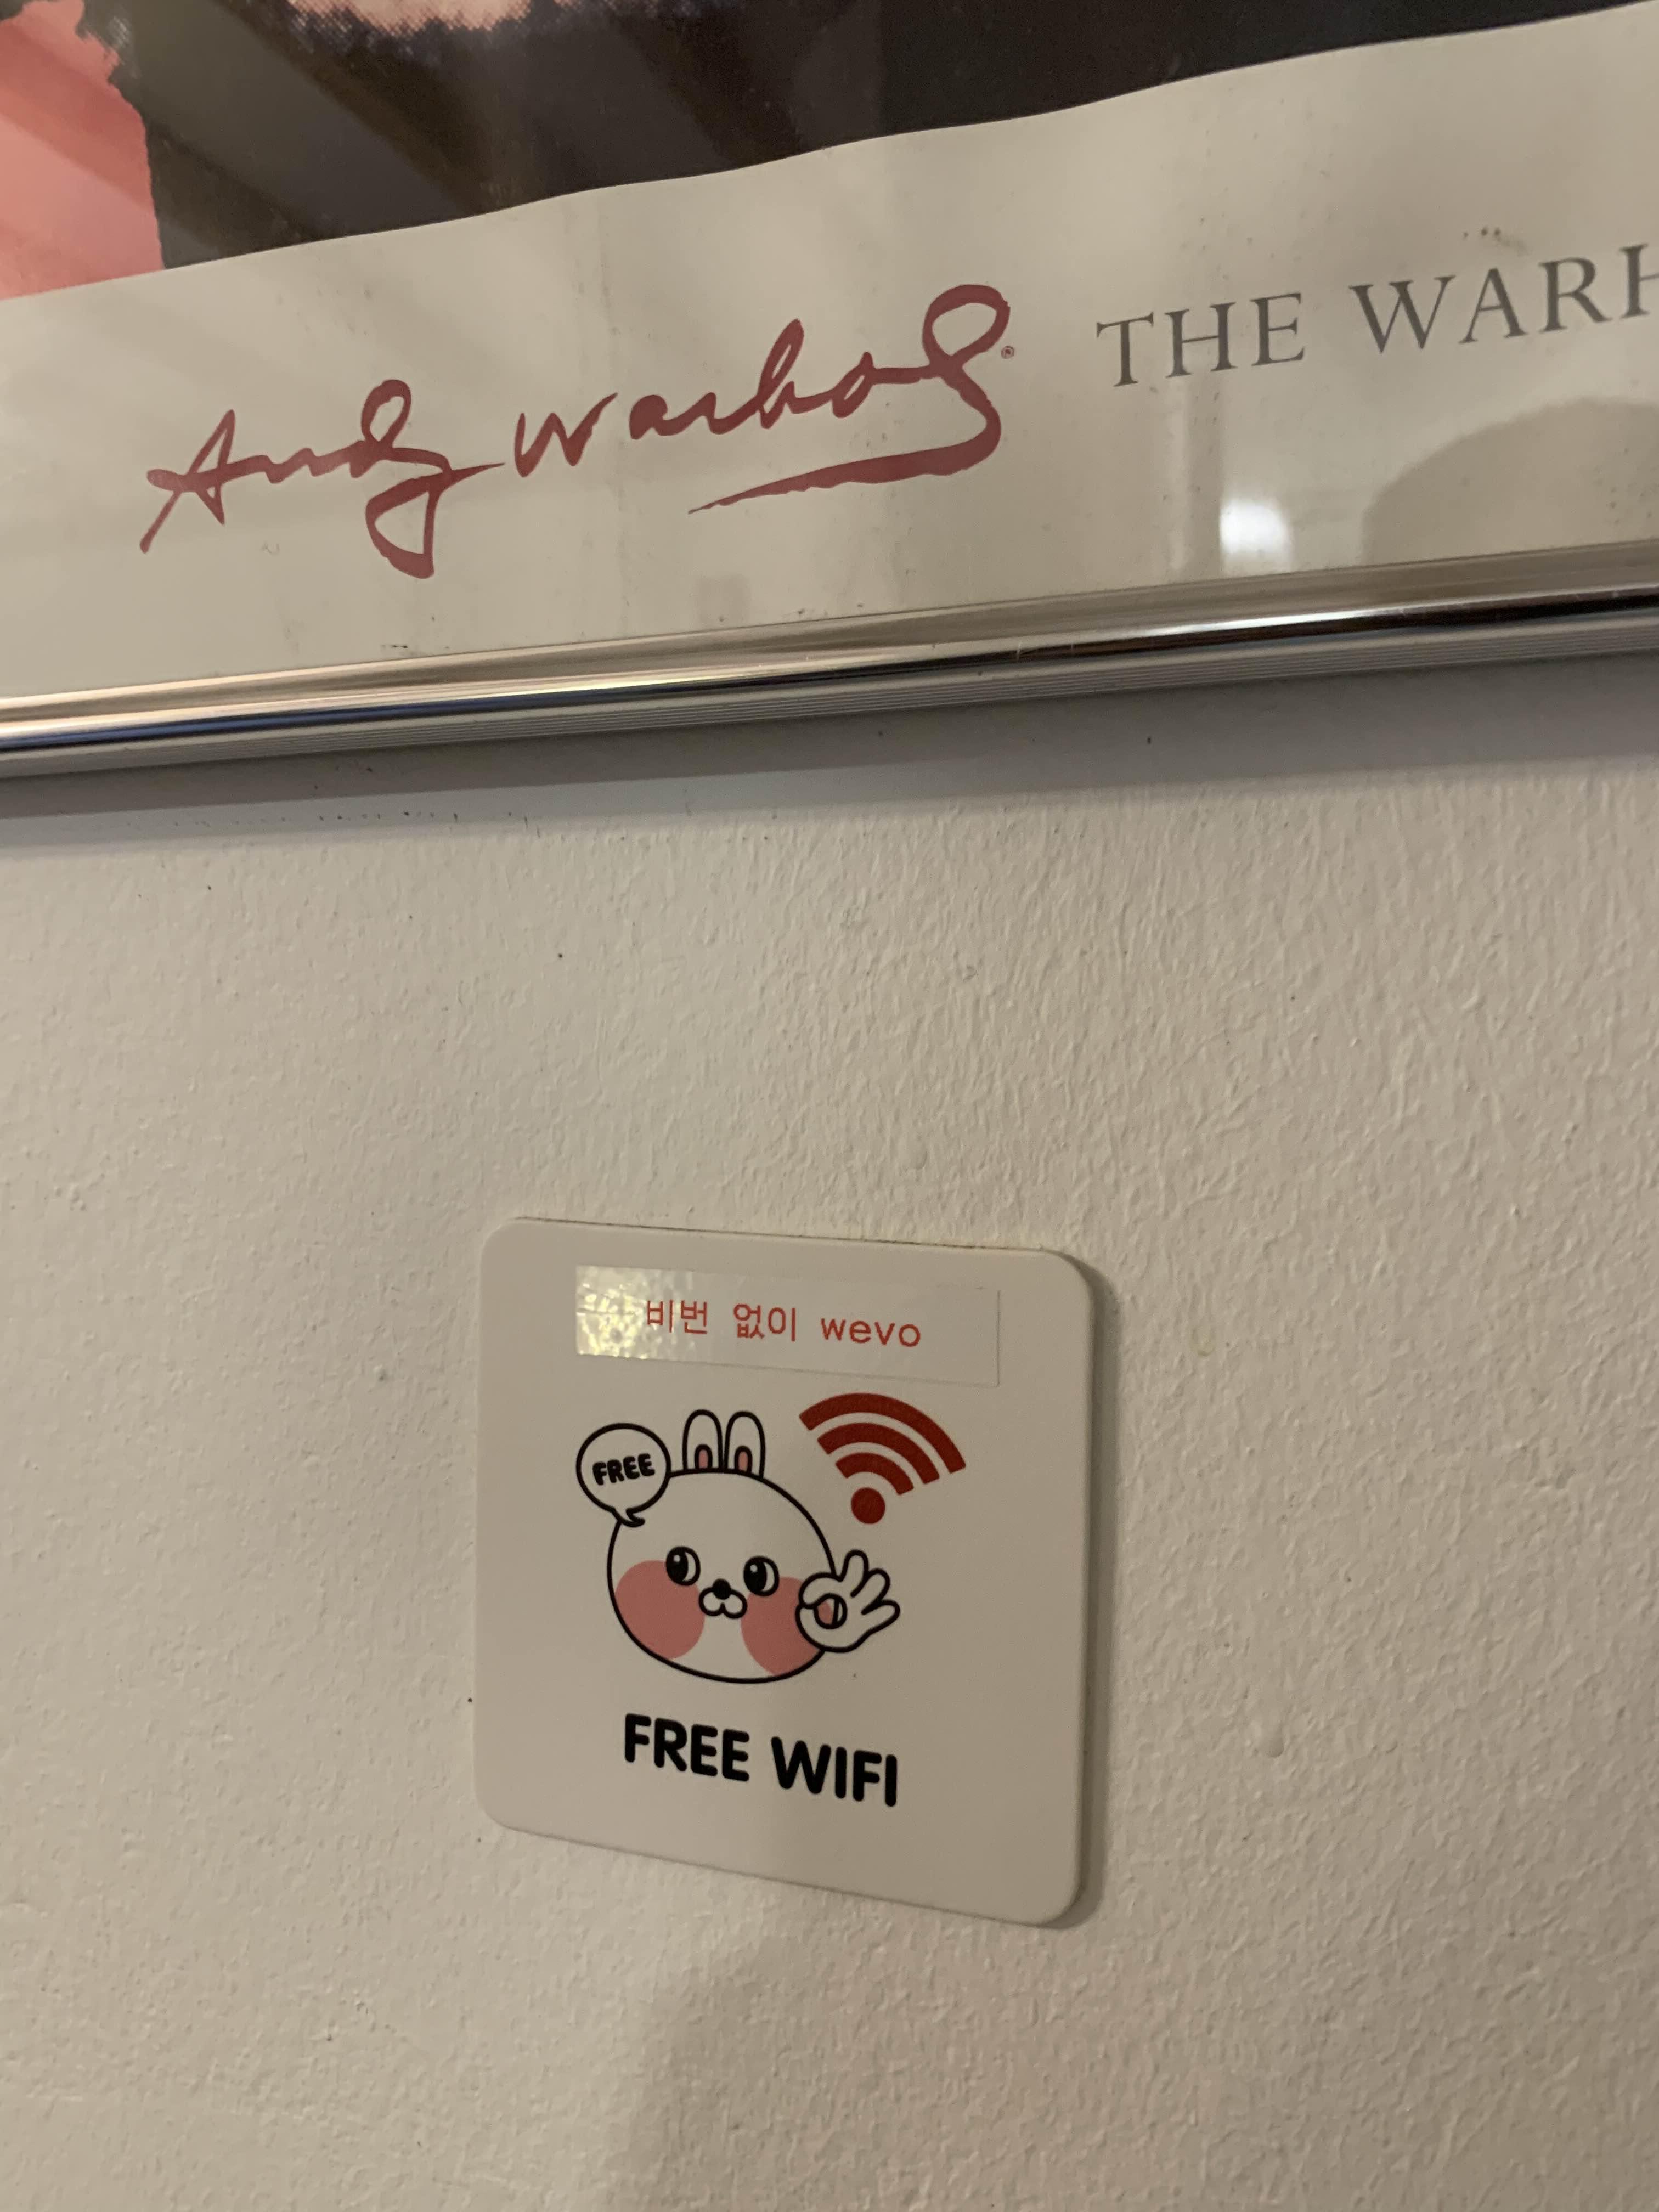 Andy Warhol ®
THE WARH
비번 없이 wevo
FREE
FREE WIFI